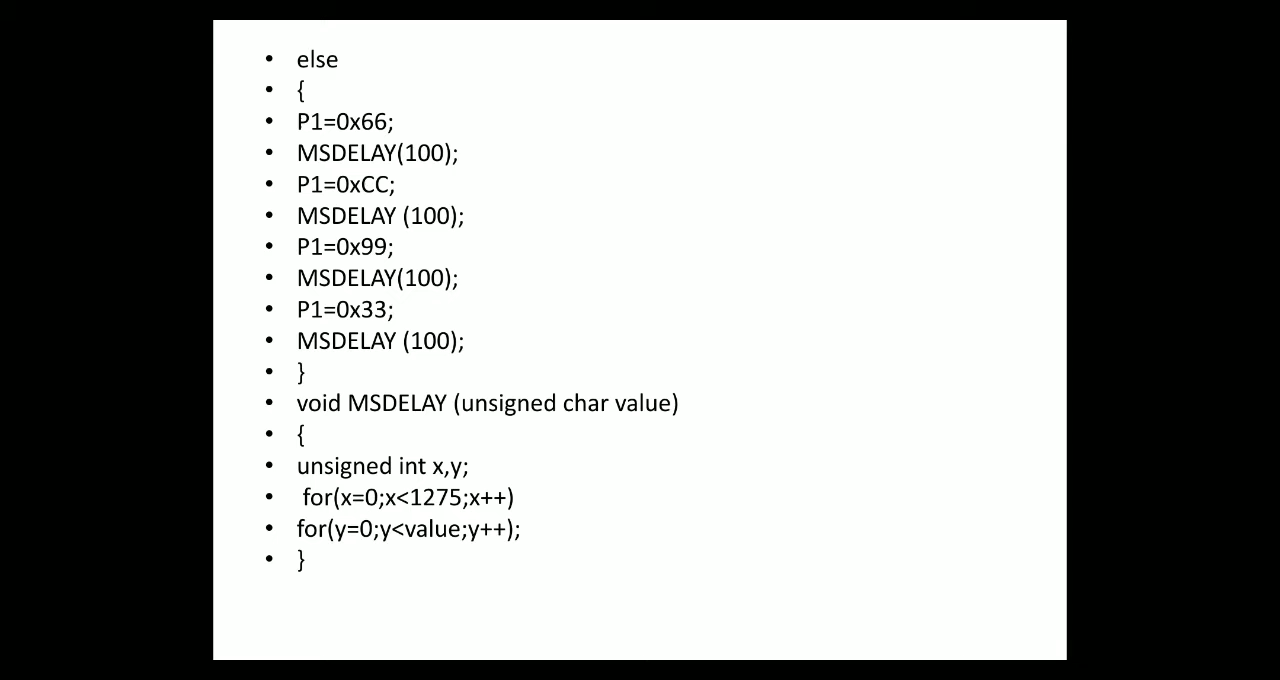 • else
• {
• P1=0x66;
• MSDELAY(100);
• P1=0xCC;
• MSDELAY (100);
• P1=0x99;
• MSDELAY(100);
• P1=0x33;
• MSDELAY (100);
• }
• void MSDELAY (unsigned char value)
• {
• unsigned int x,y;
• for(x=0;x<1275;x++)
• for(y=0;y<value;y++);
• }